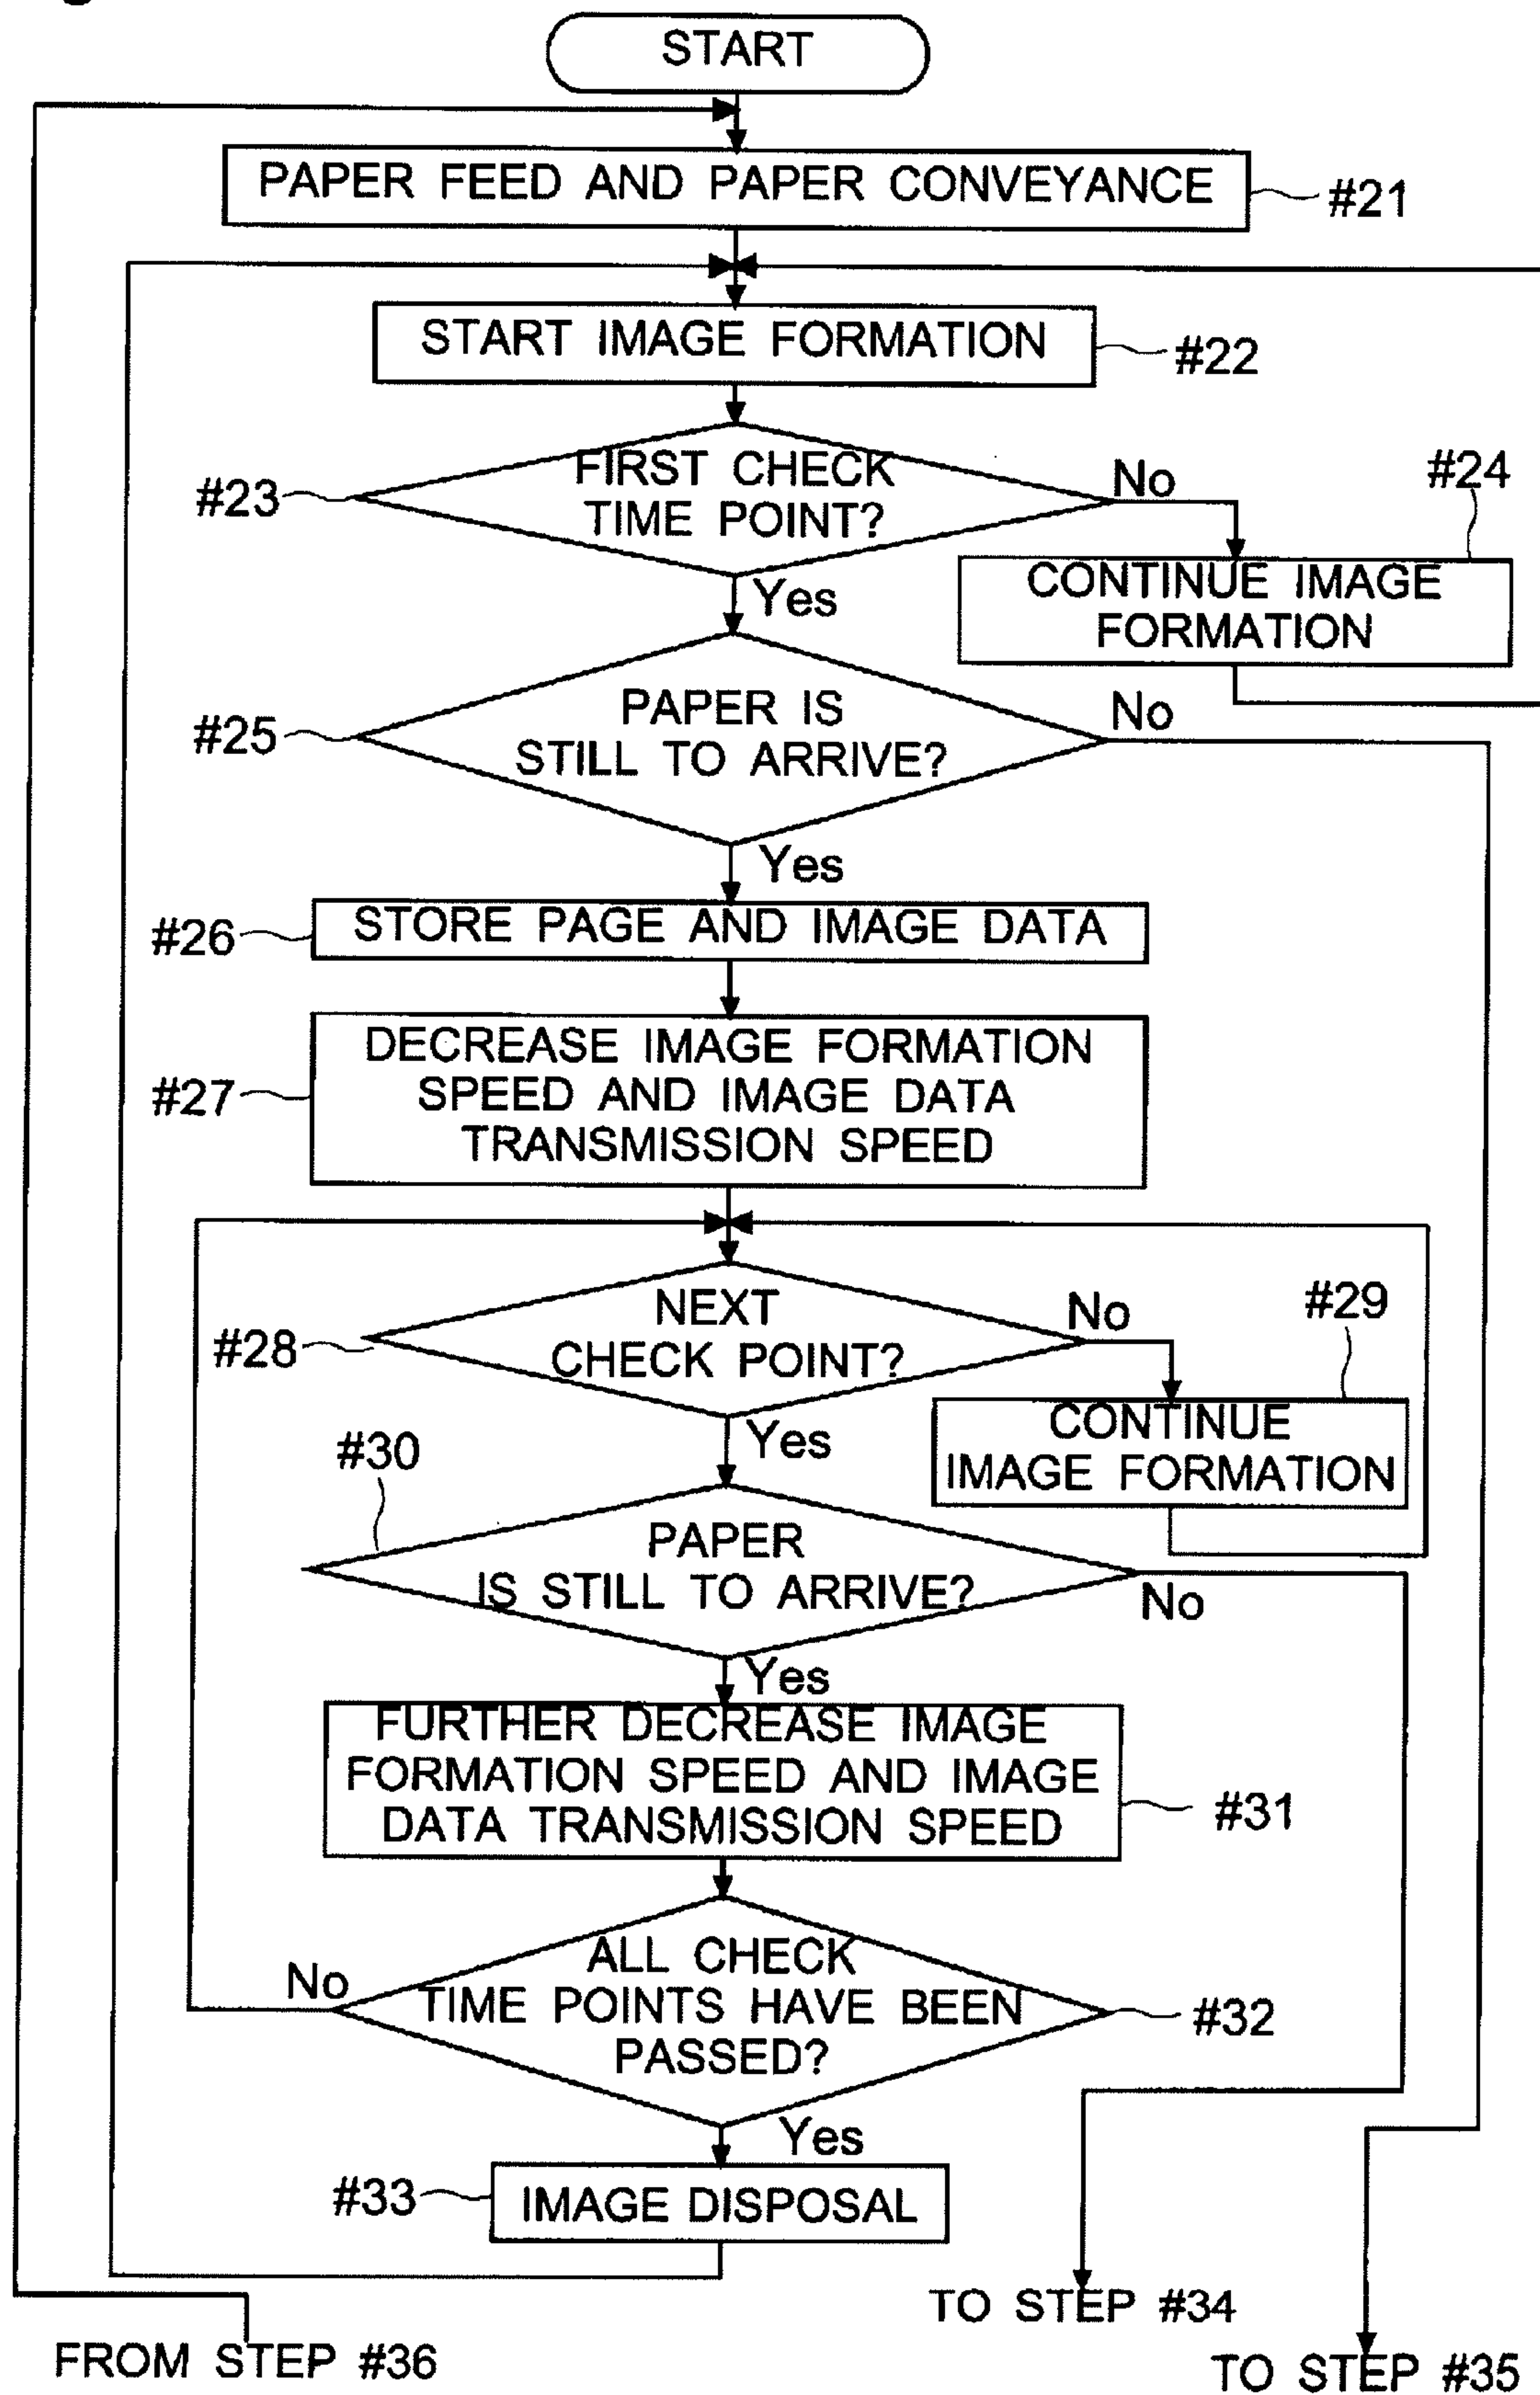 START
PAPER FEED AND PAPER CONVEYANCE
#21
START IMAGE FORMATION
#22
#23
FIRST CHECK
TIME POINT?
No
#24
CONTINUE IMAGE
FORMATION
Yes
#25
PAPER IS
STILL TO ARRIVE?
No
Yes
#26
STORE PAGE AND IMAGE DATA
#27
DECREASE IMAGE FORMATION
SPEED AND IMAGE DATA
TRANSMISSION SPEED
#28
NEXT
CHECK POINT?
No
#29
CONTINUE
IMAGE FORMATION
Yes
#30
PAPER
IS STILL TO ARRIVE?
No
Yes
FURTHER DECREASE IMAGE
FORMATION SPEED AND IMAGE
DATA TRANSMISSION SPEED
#31
No
ALL CHECK
TIME POINTS HAVE BEEN
PASSED?
#32
Yes
#33
IMAGE DISPOSAL
TO STEP #34
FROM STEP #36
TO STEP #35